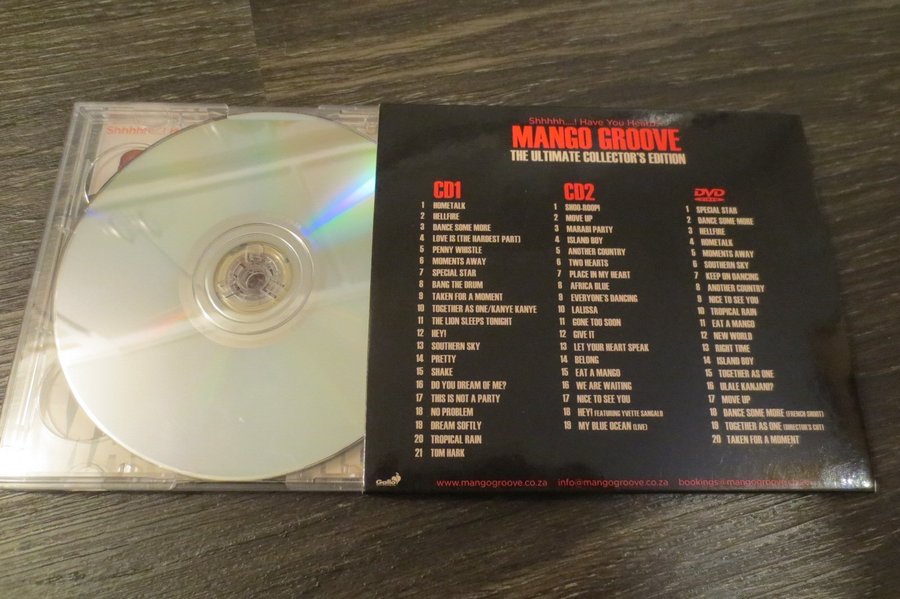 Shhhhh...! H
Shhhhh....! Have You Heard
MANGO GROOVE
THE ULTIMATE COLLECTOR'S EDITION
CD1
1 HOMETALK
2 HELLFIRE
3 DANCE SOME MORE
4 LOVE IS (THE HARDEST PART)
5 PENNY WHISTLE
6 MOMENTS AWAY
7 SPECIAL STAR
8 BANG THE DRUM
9 TAKEN FOR A MOMENT
10 TOGETHER AS ONE/KANYE KANYE
11 THE LION SLEEPS TONIGHT
12 HEY!
13 SOUTHERN SKY
14 PRETTY
15 SHAKE
16 DO YOU DREAM OF ME?
17 THIS IS NOT A PARTY
18 NO PROBLEM
19 DREAM SOFTLY
20 TROPICAL RAIN
21 TOM HARK
CD2
1 SHOO-ROOP!
2 MOVE UP
3 MARABI PARTY
4 ISLAND BOY
5 ANOTHER COUNTRY
6 TWO HEARTS
7 PLACE IN MY HEART
8 AFRICA BLUE
9 EVERYONE'S DANCING
10 LALISSA
11 GONE TOO SOON
12 GIVE IT
13 LET YOUR HEART SPEAK
14 BELONG
15 EAT A MANGO
16 WE ARE WAITING
17 NICE TO SEE YOU
18 HEY! FEATURING YVETTE SANGALO
19 MY BLUE OCEAN (LIVE)
DVD
VIDEO
1 SPECIAL STAR
2 DANCE SOME MORE
3 HELLFIRE
4 HOMETALK
5 MOMENTS AWAY
6 SOUTHERN SKY
7 KEEP ON DANCING
8 ANOTHER COUNTRY
9 NICE TO SEE YOU
10 TROPICAL RAIN
11 EAT A MANGO
12 NEW WORLD
13 RIGHT TIME
14 ISLAND BOY
15 TOGETHER AS ONE
16 ULALE KANJANI?
17 MOVE UP
18 DANCE SOME MORE (FRENCH SHOOT)
19 TOGETHER AS ONE (DIRECTOR'S CUT)
20 TAKEN FOR A MOMENT
Gallo
www.mangogroove.co.za info@mangogroove.co.za bookings@mangogroove.co